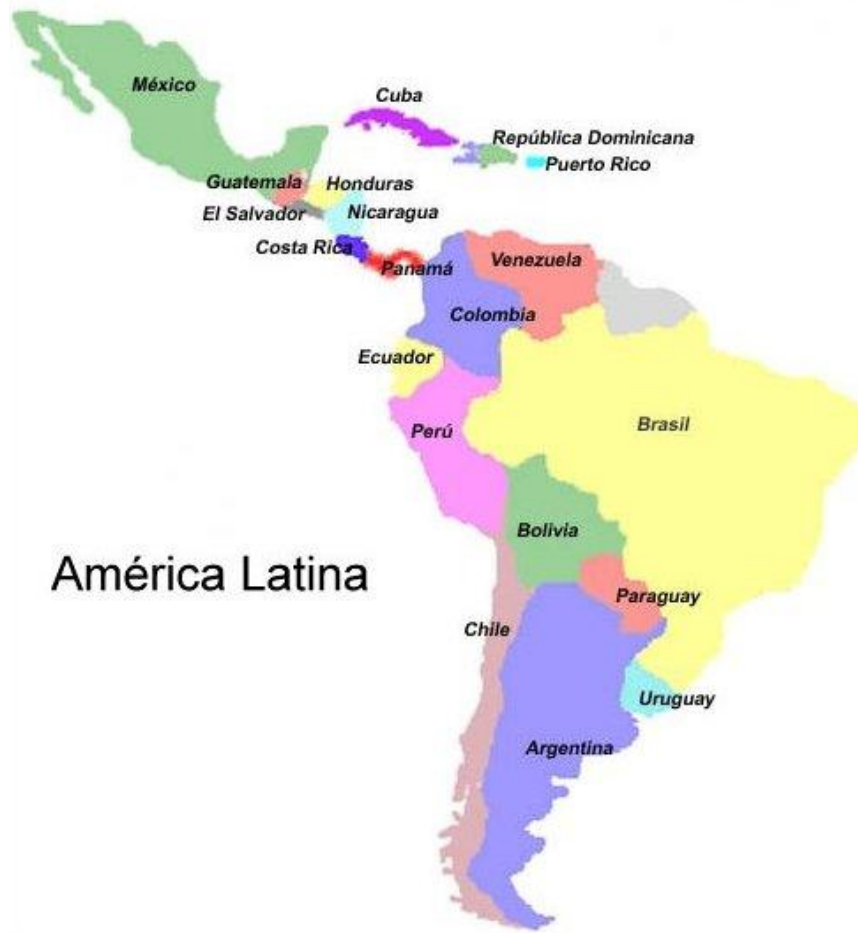 México
Cuba
República Dominicana
Puerto Rico
Guatemala
Honduras
El Salvador
Nicaragua
Costa Rica
Panamá
Venezuela
Colombia
Ecuador
Brasil
Perú
Bolivia
América Latina
Paraguay
Chile
Uruguay
Argentina